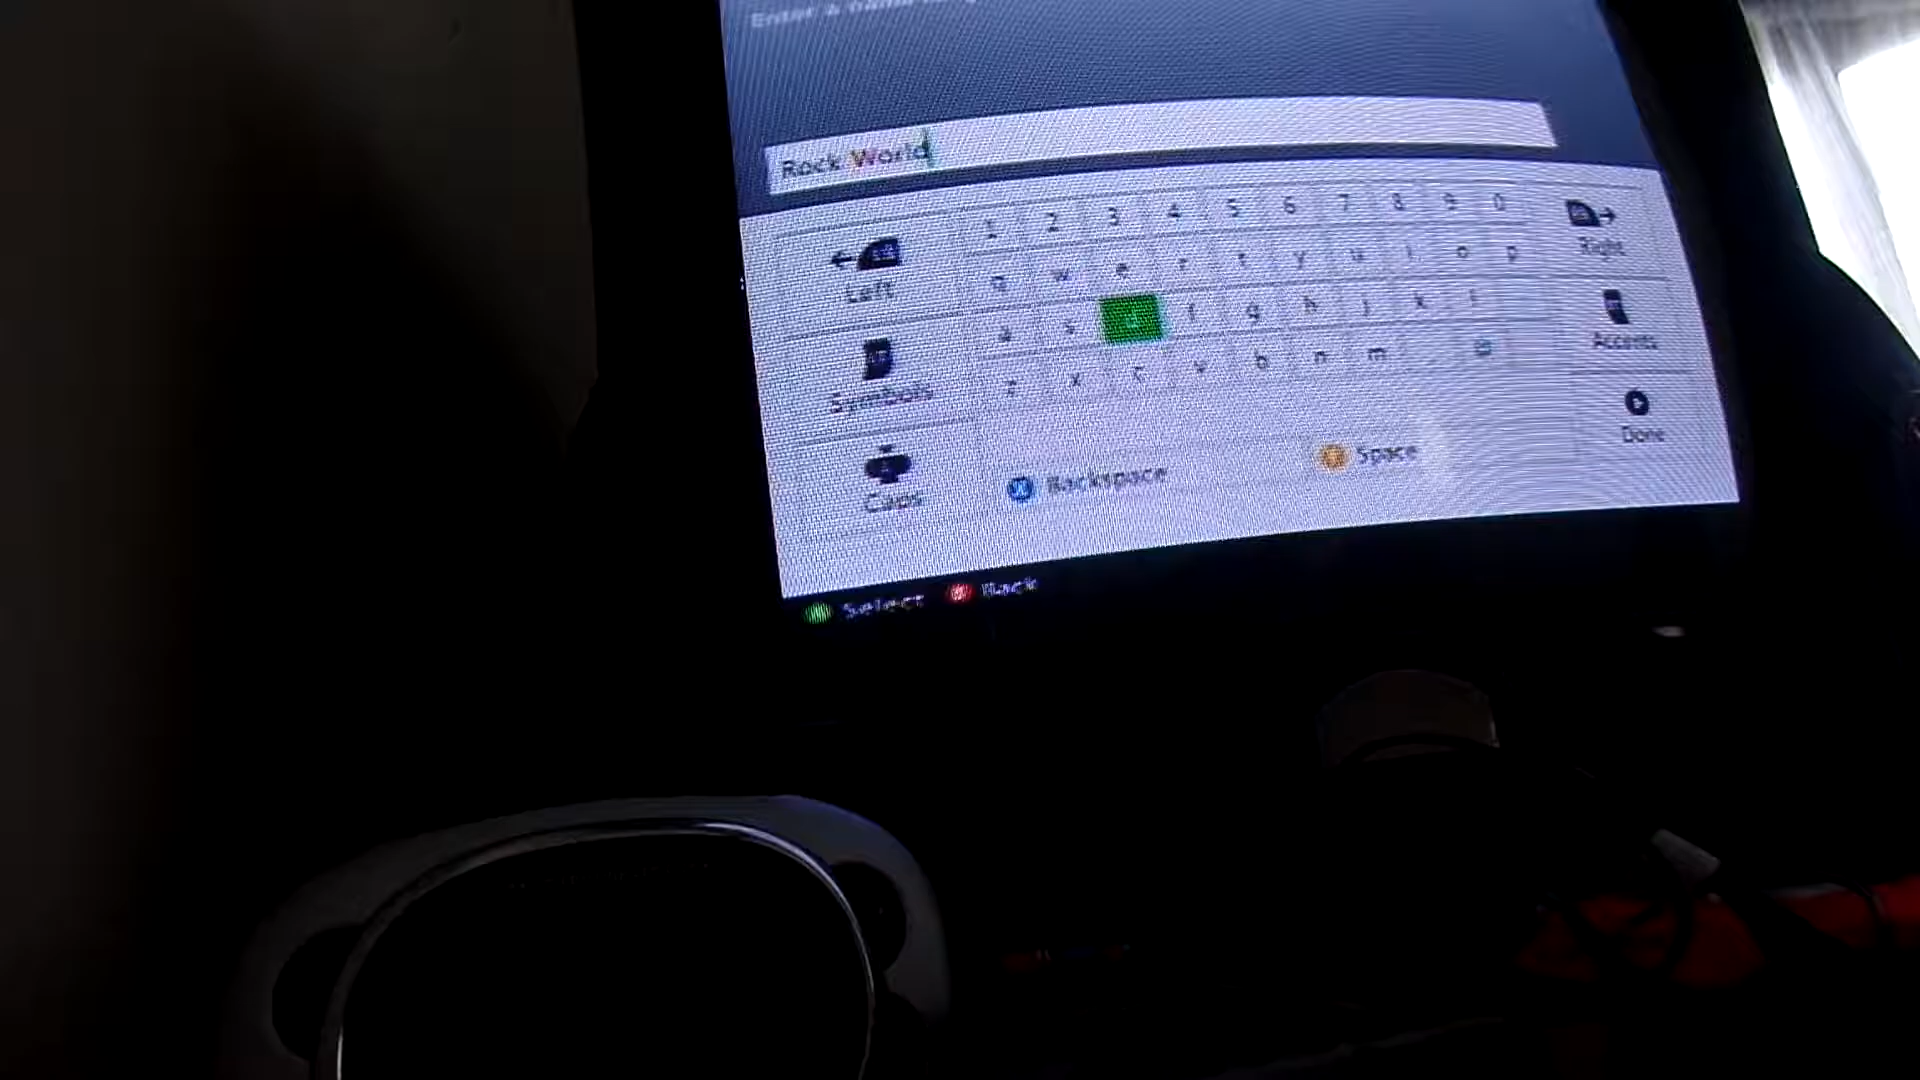 Enter a
Rock World
Left
1 2 3 4 5 6 7 8 9 0
Right
q w e r t y u i o p
a s d f g h j k l
Accents
Symbols
z x c v b n m
Done
Caps
X Backspace
Y Space
Select
Back